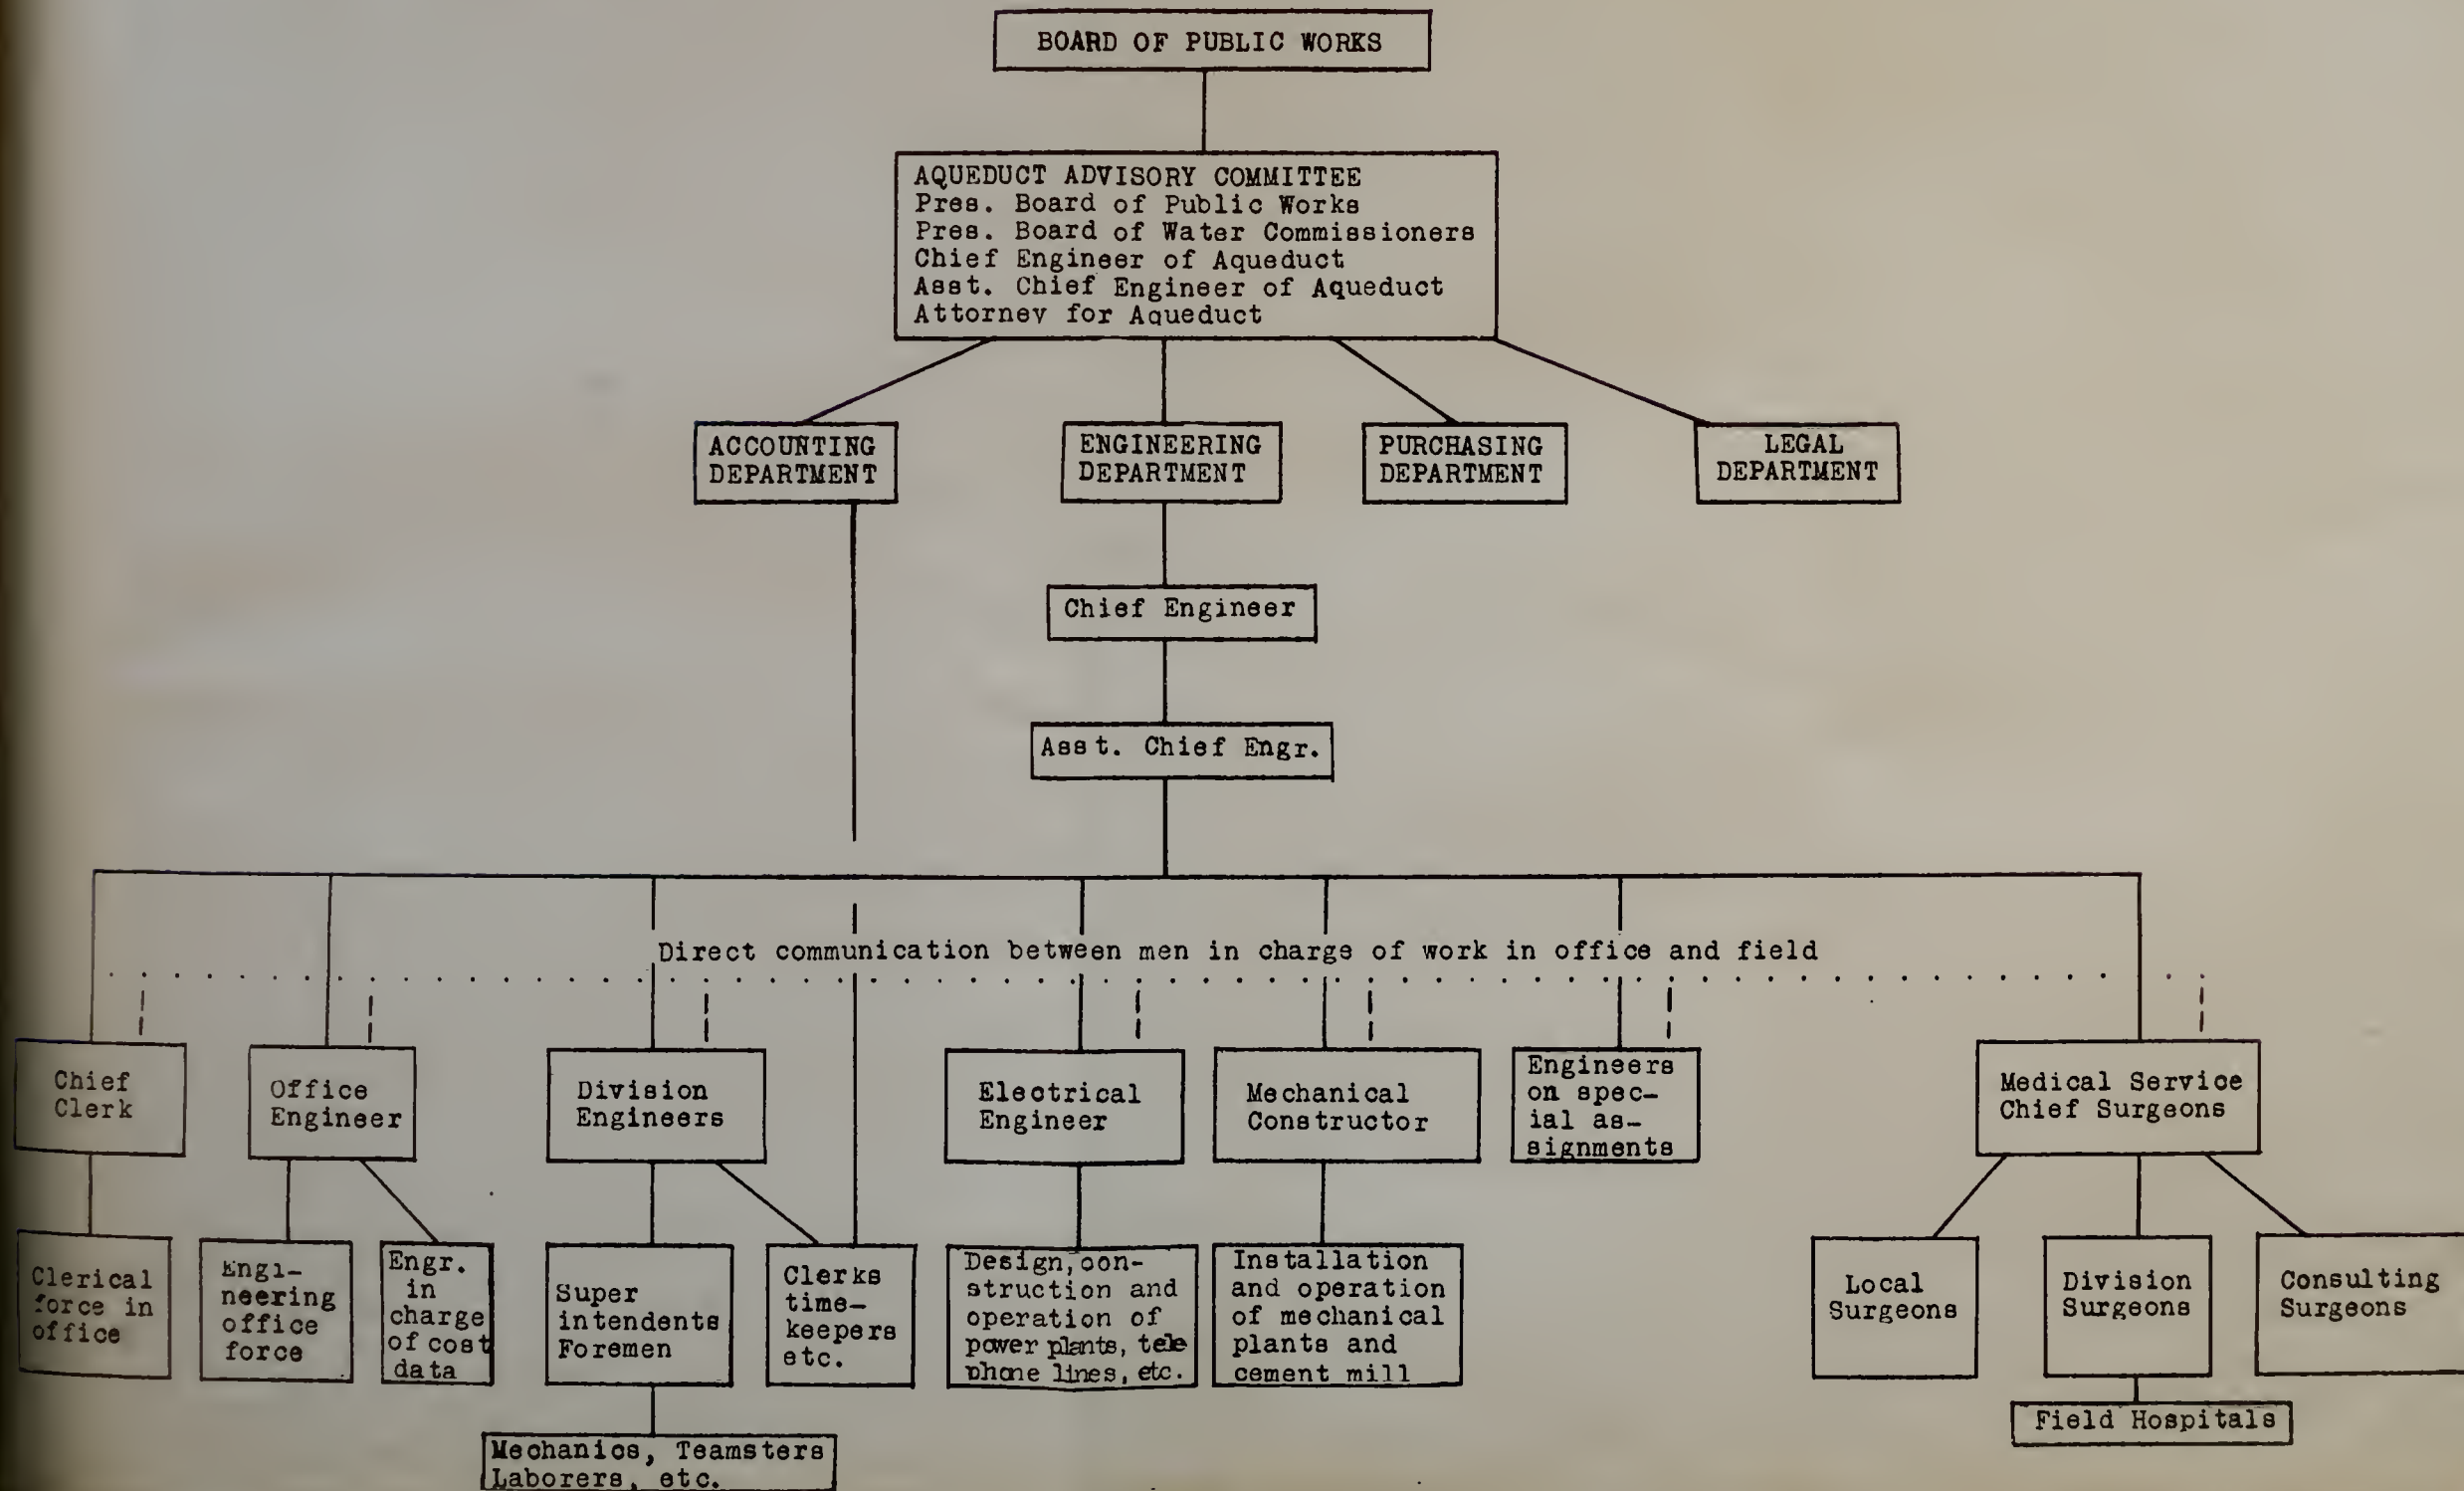 BOARD OF PUBLIC WORKS
AQUEDUCT ADVISORY COMMITTEE
Pres. Board of Public Works
Pres. Board of Water Commissioners
Chief Engineer of Aqueduct
Asst. Chief Engineer of Aqueduct
Attorney for Aqueduct
ACCOUNTING
DEPARTMENT
ENGINEERING
DEPARTMENT
PURCHASING
DEPARTMENT
LEGAL
DEPARTMENT
Chief Engineer
Asst. Chief Engr.
Direct communication between men in charge of work in office and field
Chief
Clerk
Office
Engineer
Division
Engineers
Electrical
Engineer
Mechanical
Constructor
Engineers
on spec-
ial as-
signments
Medical Service
Chief Surgeons
Clerical
force in
office
Engi-
neering
office
force
Engr.
in
charge
of cost
data
Super
intendents
Foremen
Clerks
time-
keepers
etc.
Design, con-
struction and
operation of
power plants, tele
phone lines, etc.
Installation
and operation
of mechanical
plants and
cement mill
Local
Surgeons
Division
Surgeons
Consulting
Surgeons
Field Hospitals
Mechanics, Teamsters
Laborers, etc.